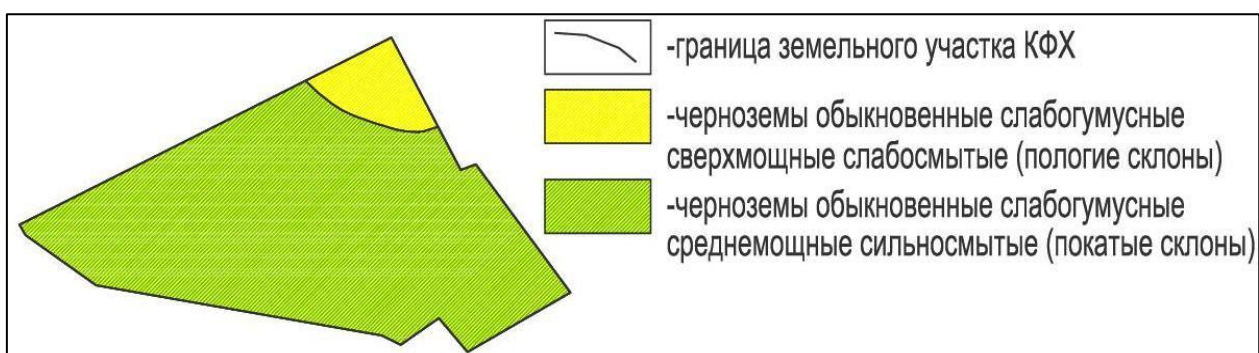 -граница земельного участка КФХ
-черноземы обыкновенные слабогумусные
сверхмощные слабосмытые (пологие склоны)
-черноземы обыкновенные слабогумусные
среднемощные сильносмытые (покатые склоны)